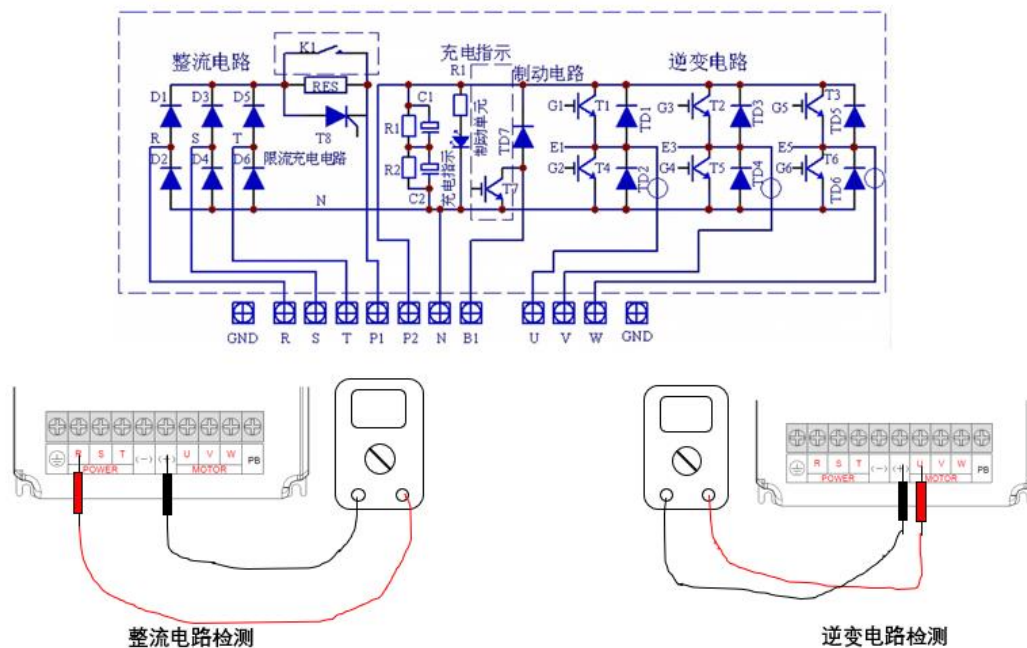 整流电路
K1
RES
T8
限流充电电路
充电指示
R1
制动电路
逆变电路
D1
D3
D5
R
S
T
D2
D4
D6
N
R1
C1
R2
C2
充电指示
制动单元
TD7
T7
G1
T1
TD1
G3
T2
TD3
G5
T3
TD5
E1
E3
E5
G2
T4
TD2
G4
T5
TD4
G6
T6
TD6
GND R S T P1 P2 N B1 U V W GND
R S T (-) (+) U V W PB
POWER MOTOR
整流电路检测
R S T (-) (+) U V W PB
POWER MOTOR
逆变电路检测